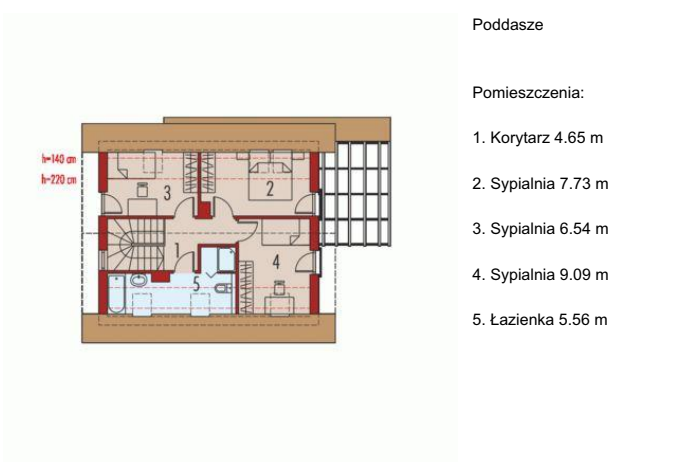 Poddasze
Pomieszczenia:
1. Korytarz 4.65 m
2. Sypialnia 7.73 m
3. Sypialnia 6.54 m
4. Sypialnia 9.09 m
5. Łazienka 5.56 m
h=140 cm
h=220 cm
3
2
1
4
5